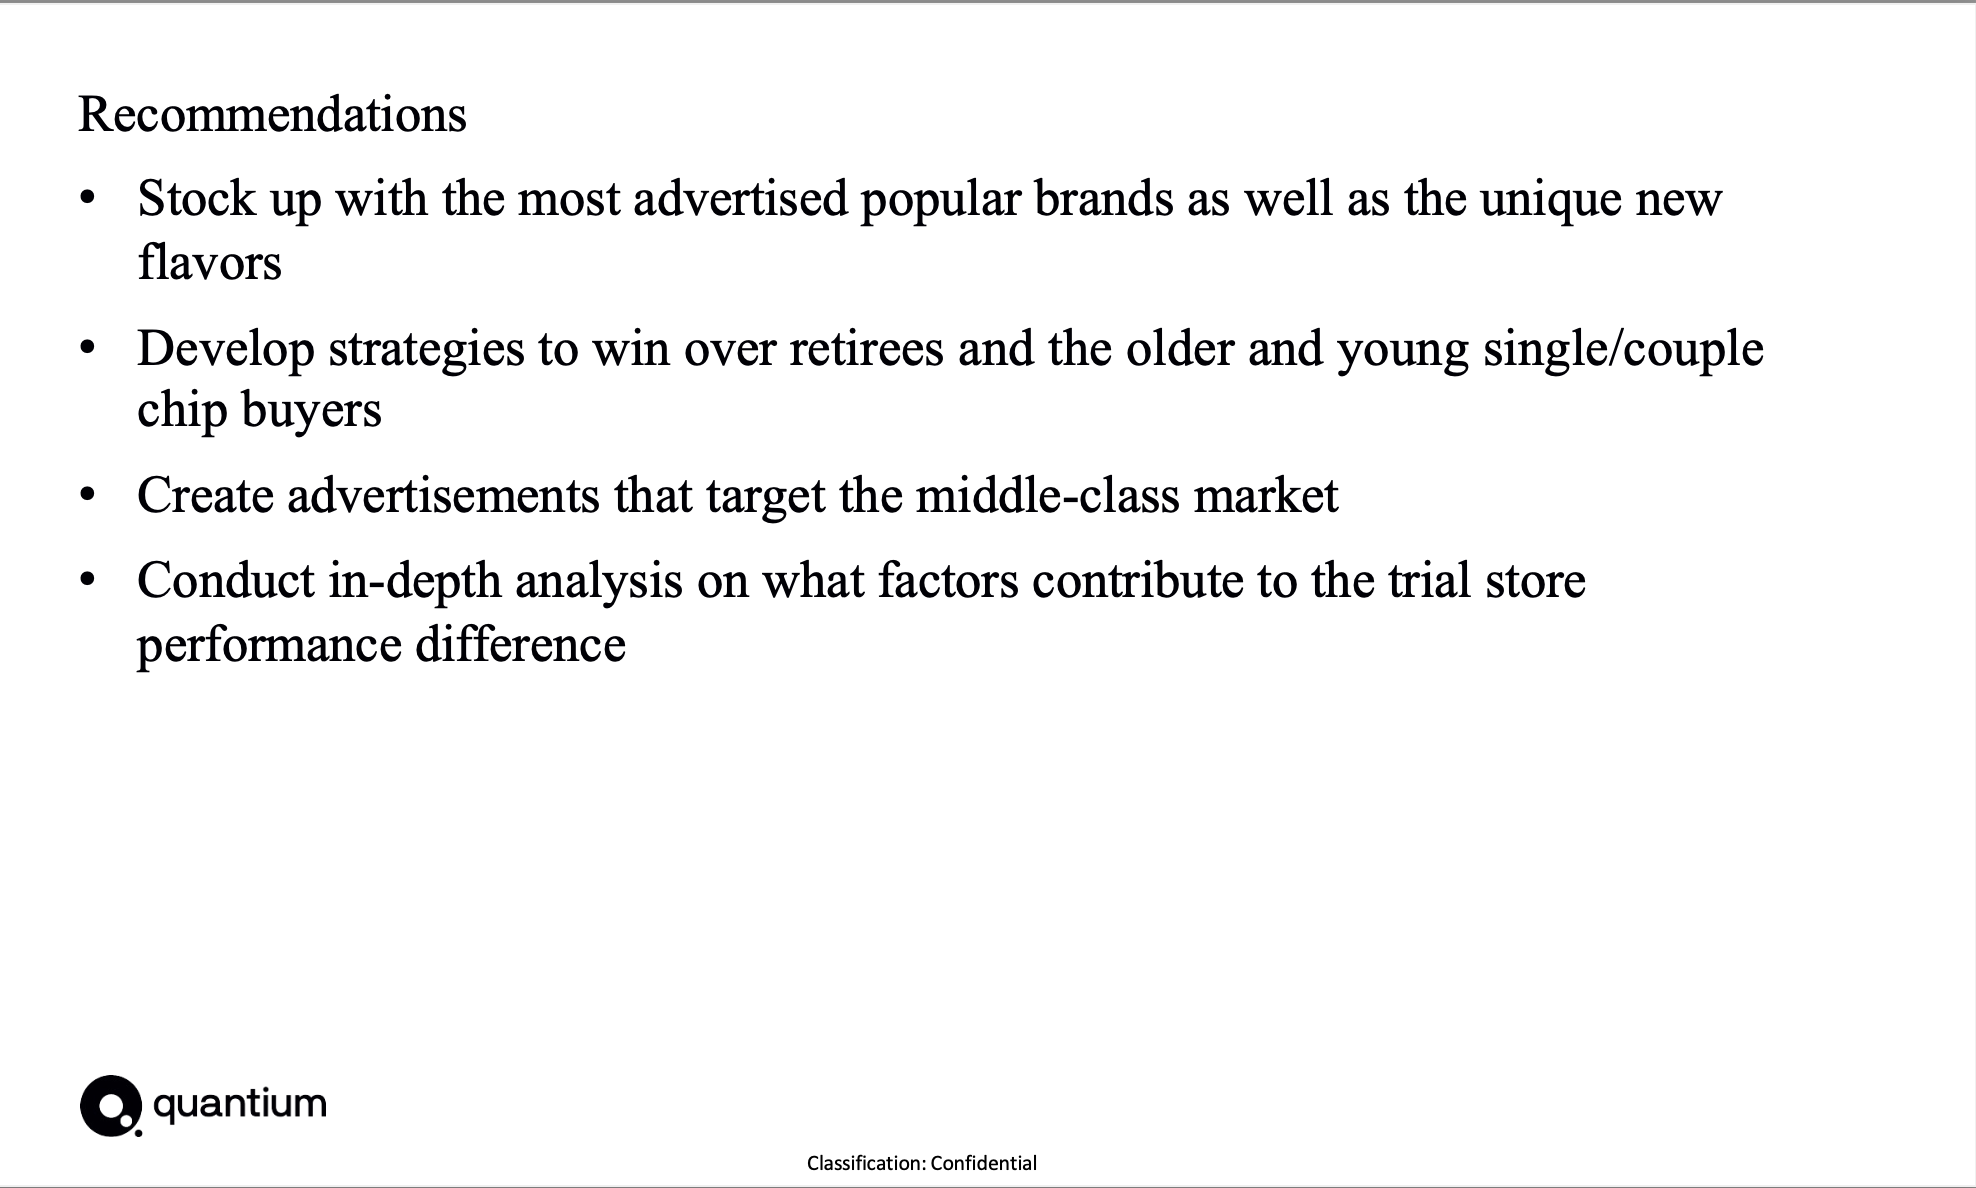 Recommendations
• Stock up with the most advertised popular brands as well as the unique new
flavors
• Develop strategies to win over retirees and the older and young single/couple
chip buyers
• Create advertisements that target the middle-class market
• Conduct in-depth analysis on what factors contribute to the trial store
performance difference
quantium
Classification: Confidential